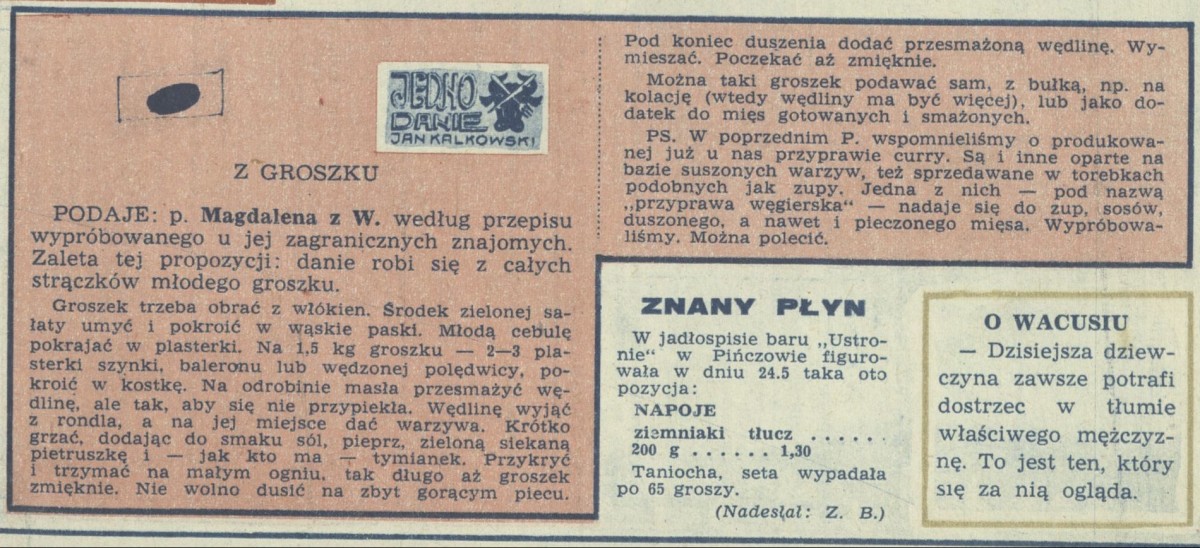 JEDNO
DANIE
JAN KALKOWSKI
Z GROSZKU
PODAJE: p. Magdalena z W. według przepisu
wypróbowanego u jej zagranicznych znajomych.
Zaleta tej propozycji: danie robi się z całych
strączków młodego groszku.
Groszek trzeba obrać z włókien. Środek zielonej sa-
łaty umyć i pokroić w wąskie paski. Młodą cebulę
pokrajać w plasterki. Na 1,5 kg groszku — 2—3 pla-
sterki szynki, baleronu lub wędzonej polędwicy, po-
kroić w kostkę. Na odrobinie masła przesmażyć wę-
dlinę, ale tak, aby się nie przypiekła. Wędlinę wyjąć
z rondla, a na jej miejsce dać warzywa. Krótko
grzać, dodając do smaku sól, pieprz, zieloną siekaną
pietruszkę i — jak kto ma — tymianek. Przykryć
i trzymać na małym ogniu, tak długo aż groszek
zmięknie. Nie wolno dusić na zbyt gorącym piecu.
Pod koniec duszenia dodać przesmażoną wędlinę. Wy-
mieszać. Poczekać aż zmięknie.
Można taki groszek podawać sam, z bułką, np. na
kolację (wtedy wędliny ma być więcej), lub jako do-
datek do mięs gotowanych i smażonych.
PS. W poprzednim P. wspomnieliśmy o produkowa-
nej już u nas przyprawie curry. Są i inne oparte na
bazie suszonych warzyw, też sprzedawane w torebkach
podobnych jak zupy. Jedna z nich — pod nazwą
„przyprawa węgierska“ — nadaje się do zup, sosów,
duszonego, a nawet i pieczonego mięsa. Wypróbowa-
liśmy. Można polecić.
ZNANY PŁYN
W jadłospisie baru „Ustro-
nie“ w Pińczowie figuro-
wała w dniu 24.5 taka oto
pozycja:
NAPOJE
ziemniaki tłucz ......
200 g ...... 1,30
Taniocha, seta wypadała
po 65 groszy.
(Nadesłał: Z. B.)
O WACUSIU
— Dzisiejsza dziew-
czyna zawsze potrafi
dostrzec w tłumie
właściwego mężczyz-
nę. To jest ten, który
się za nią ogląda.